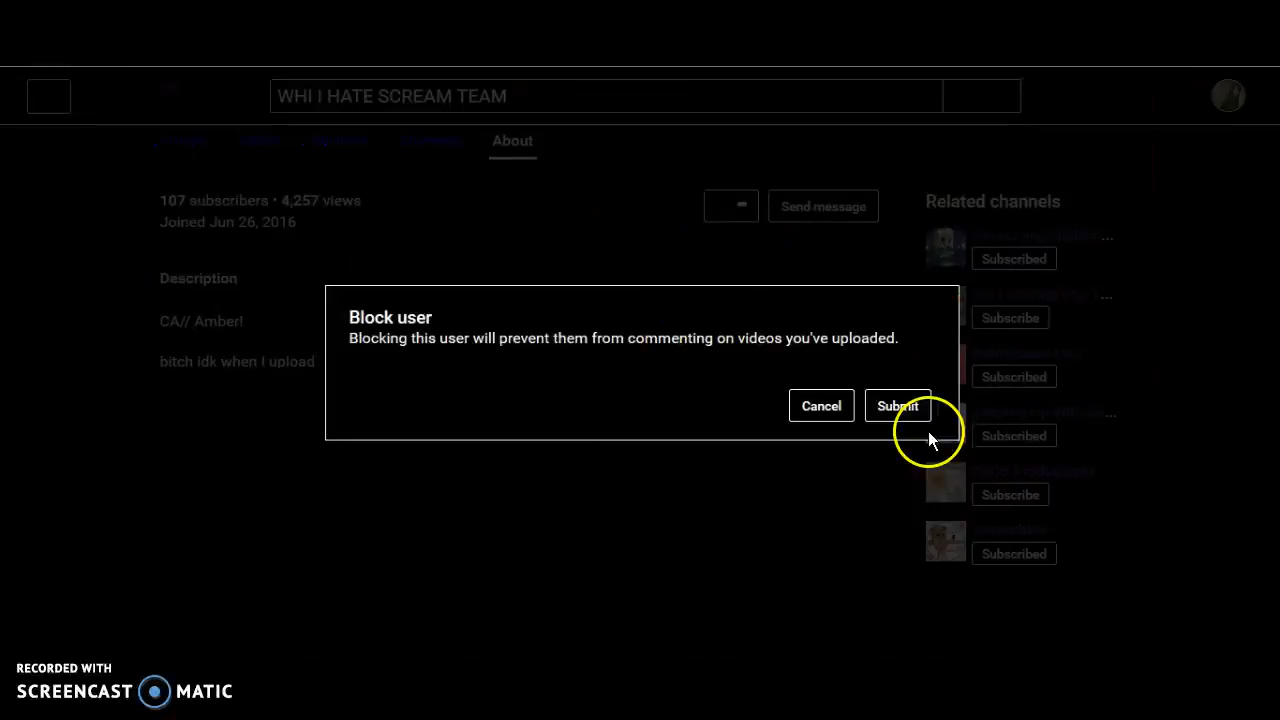 WHI I HATE SCREAM TEAM
About
107 subscribers • 4,257 views
Joined Jun 26, 2016
Send message
Related channels
Subscribed
Description
CA// Amber!
bitch idk when I upload
Block user
Blocking this user will prevent them from commenting on videos you've uploaded.
Cancel
Submit
Subscribe
Subscribed
Subscribed
Subscribe
Subscribed
RECORDED WITH
SCREENCAST MATIC